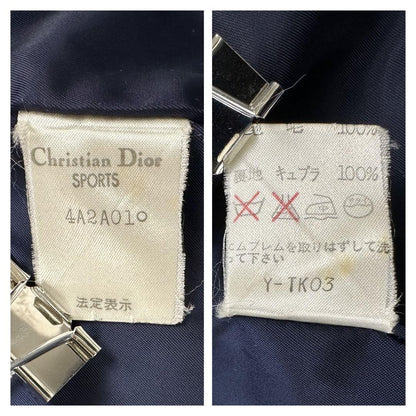 Christian Dior
SPORTS
4A2A01○
法定表示
地 100%
裏地 キュプラ 100%
エムブレムを取りはずして洗
って下さい
Y-TK03